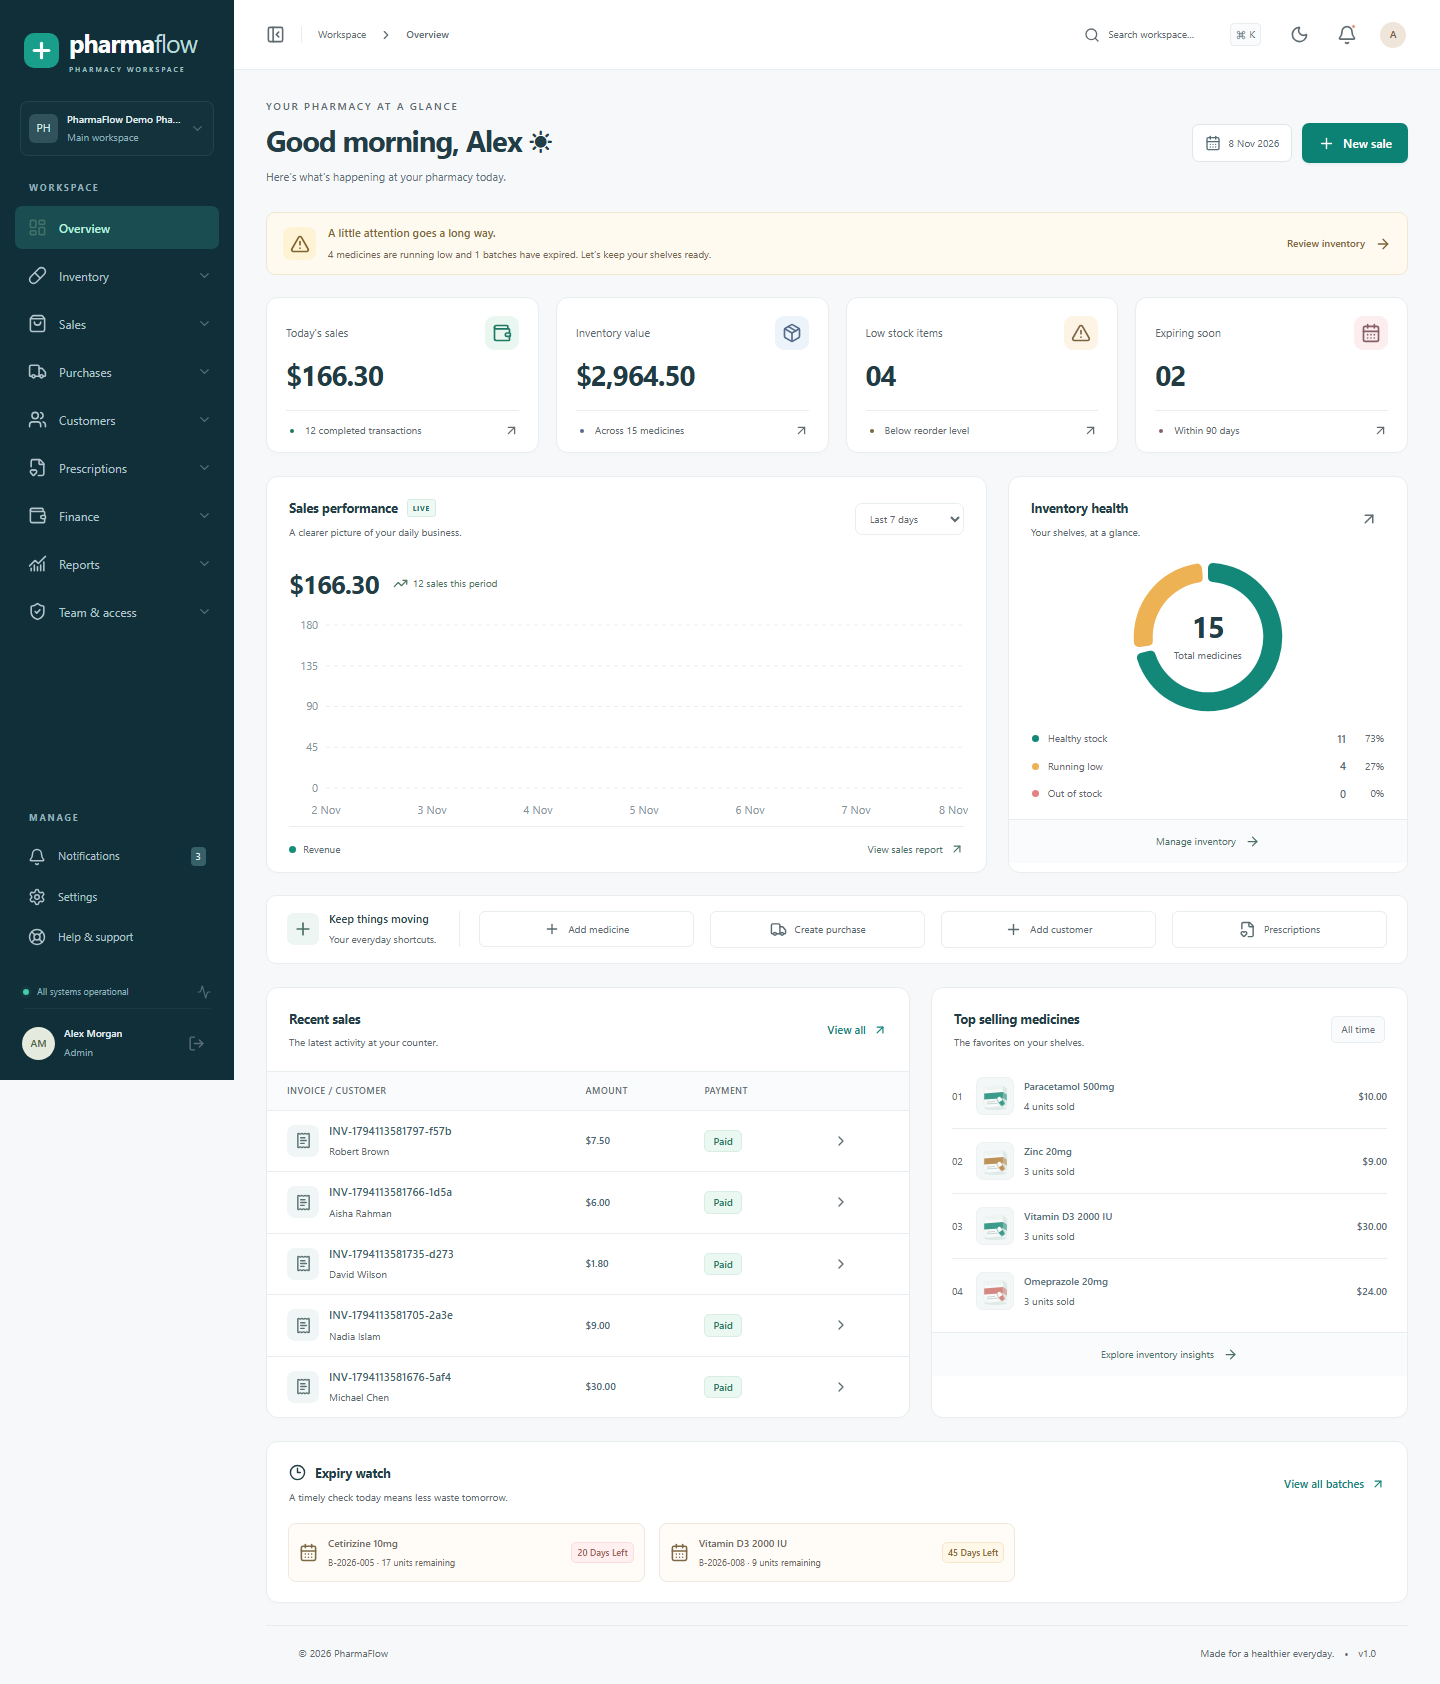 pharmaflow
PHARMACY WORKSPACE
PH
PharmaFlow Demo Pha...
Main workspace
WORKSPACE
Overview
Inventory
Sales
Purchases
Customers
Prescriptions
Finance
Reports
Team & access
MANAGE
Notifications
3
Settings
Help & support
All systems operational
AM
Alex Morgan
Admin
Workspace
Overview
Search workspace...
⌘ K
A
YOUR PHARMACY AT A GLANCE
Good morning, Alex
Here's what's happening at your pharmacy today.
8 Nov 2026
New sale
A little attention goes a long way.
4 medicines are running low and 1 batches have expired. Let's keep your shelves ready.
Review inventory
Today's sales
$166.30
12 completed transactions
Inventory value
$2,964.50
Across 15 medicines
Low stock items
04
Below reorder level
Expiring soon
02
Within 90 days
Sales performance
LIVE
A clearer picture of your daily business.
Last 7 days
$166.30
12 sales this period
180
135
90
45
0
2 Nov
3 Nov
4 Nov
5 Nov
6 Nov
7 Nov
8 Nov
Revenue
View sales report
Inventory health
Your shelves, at a glance.
15
Total medicines
Healthy stock 11 73%
Running low 4 27%
Out of stock 0 0%
Manage inventory
Keep things moving
Your everyday shortcuts.
Add medicine
Create purchase
Add customer
Prescriptions
Recent sales
The latest activity at your counter.
View all
INVOICE / CUSTOMER AMOUNT PAYMENT
INV-1794113581797-f57b
Robert Brown
$7.50
Paid
INV-1794113581766-1d5a
Aisha Rahman
$6.00
Paid
INV-1794113581735-d273
David Wilson
$1.80
Paid
INV-1794113581705-2a3e
Nadia Islam
$9.00
Paid
INV-1794113581676-5af4
Michael Chen
$30.00
Paid
Top selling medicines
The favorites on your shelves.
All time
01
Paracetamol 500mg
4 units sold
$10.00
02
Zinc 20mg
3 units sold
$9.00
03
Vitamin D3 2000 IU
3 units sold
$30.00
04
Omeprazole 20mg
3 units sold
$24.00
Explore inventory insights
Expiry watch
A timely check today means less waste tomorrow.
View all batches
Cetirizine 10mg
B-2026-005 · 17 units remaining
20 Days Left
Vitamin D3 2000 IU
B-2026-008 · 9 units remaining
45 Days Left
© 2026 PharmaFlow
Made for a healthier everyday. • v1.0